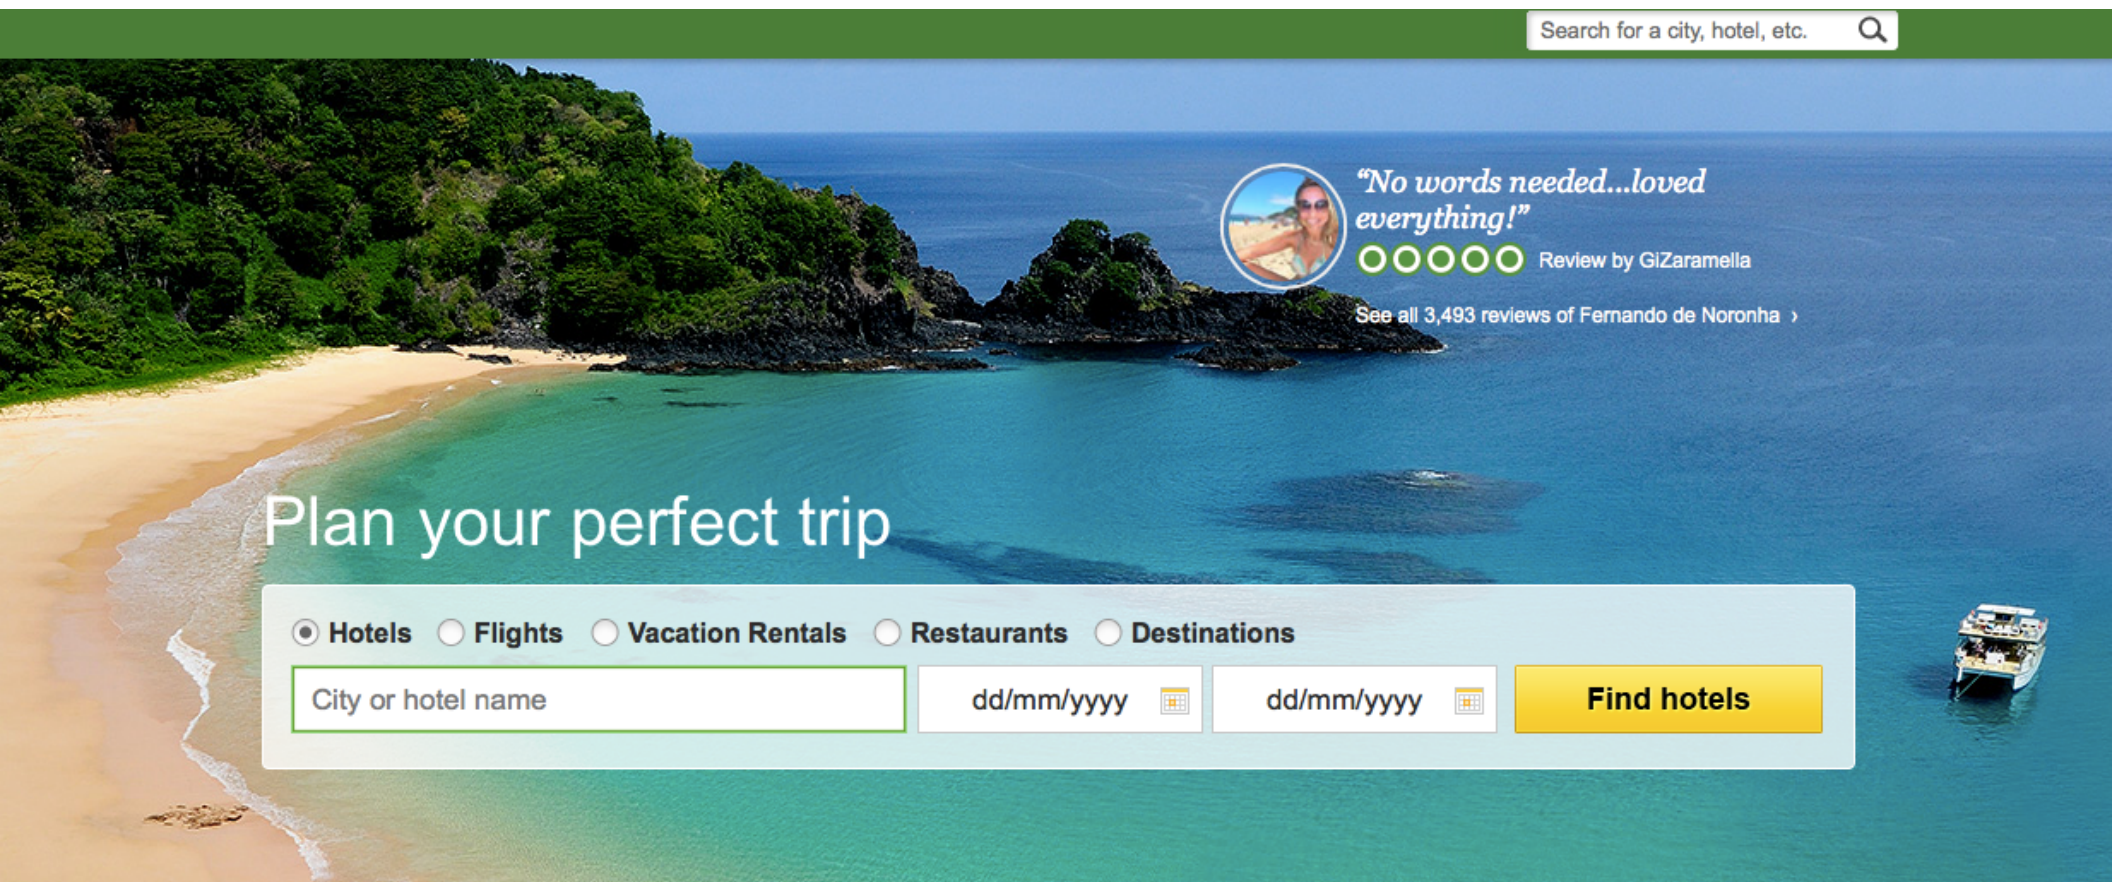 Search for a city, hotel, etc.
“No words needed...loved
everything!”
Review by GiZaramella
See all 3,493 reviews of Fernando de Noronha ›
Plan your perfect trip
Hotels Flights Vacation Rentals Restaurants Destinations
City or hotel name dd/mm/yyyy dd/mm/yyyy Find hotels